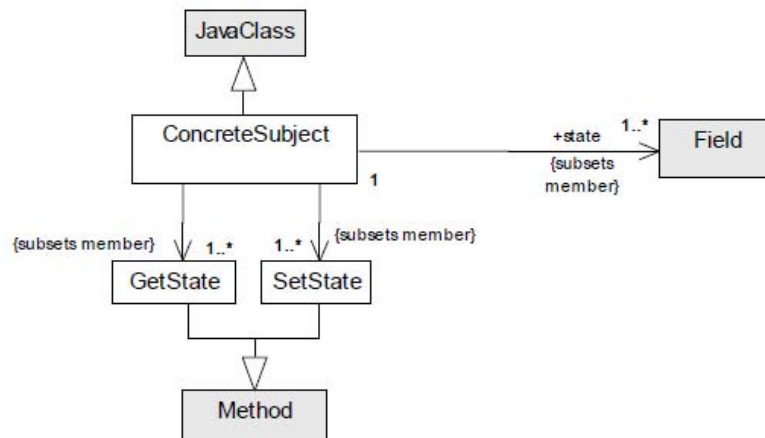 JavaClass
ConcreteSubject
1..*
+state
Field
{subsets
member}
1
{subsets member}
1..*
1..*
{subsets member}
GetState
SetState
Method